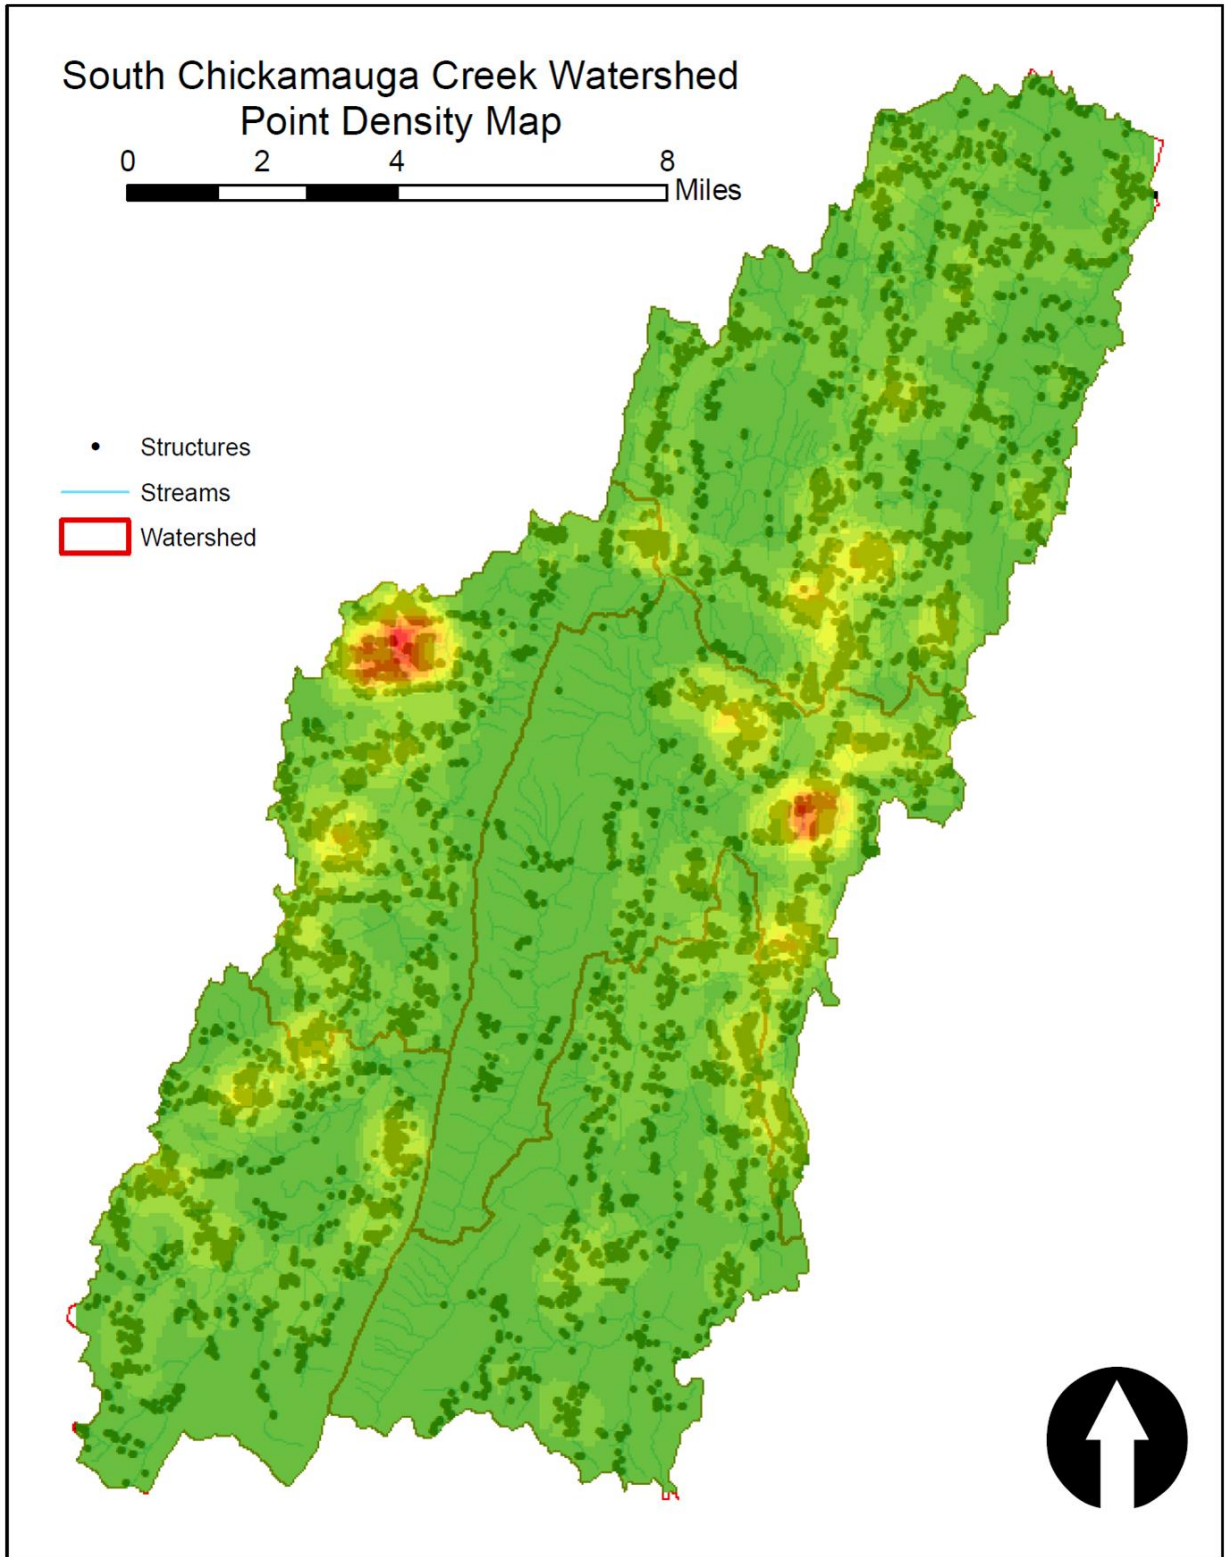 South Chickamauga Creek Watershed
Point Density Map
0 2 4 8
Miles
Structures
Streams
Watershed